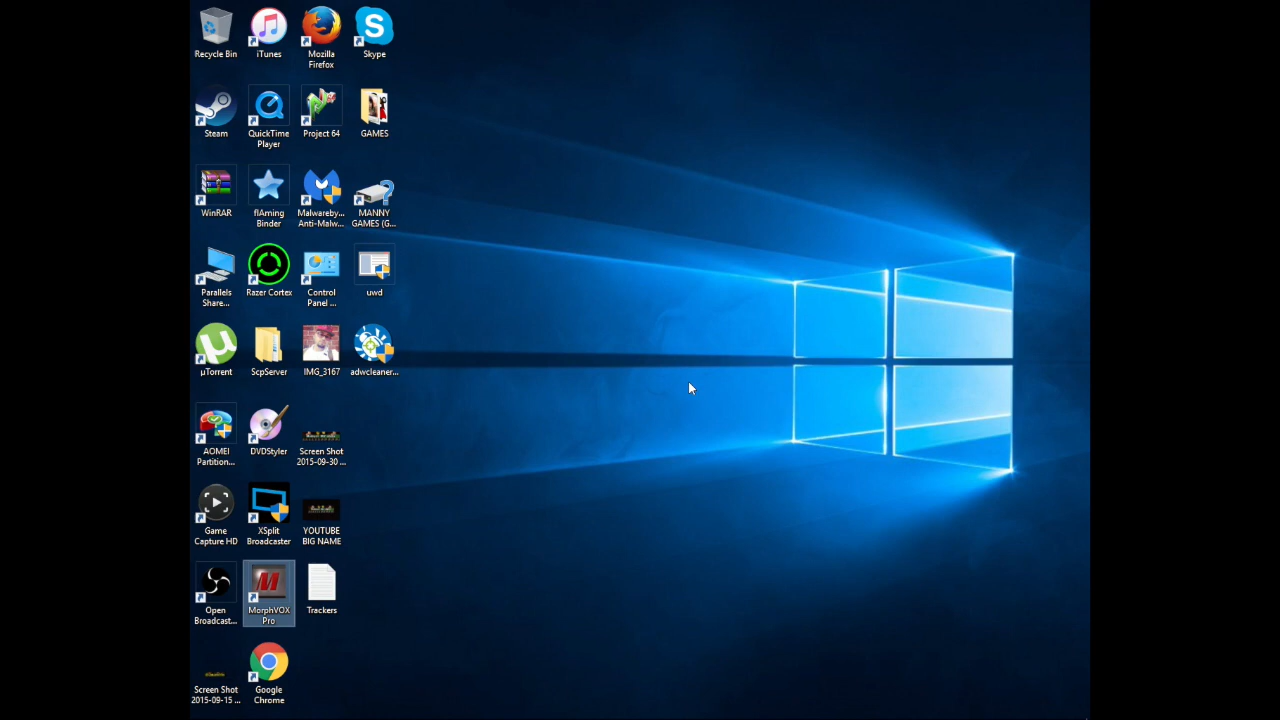 Recycle Bin
iTunes
Mozilla
Firefox
Skype
Steam
QuickTime
Player
Project 64
GAMES
WinRAR
flAming
Binder
Malwareby...
Anti-Malw...
MANNY
GAMES (G...
Parallels
Share...
Razer Cortex
Control
Panel ...
uwd
µTorrent
ScpServer
IMG_3167
adwcleaner...
AOMEI
Partition...
DVDStyler
Screen Shot
2015-09-30 ...
Game
Capture HD
XSplit
Broadcaster
YOUTUBE
BIG NAME
Open
Broadcast...
MorphVOX
Pro
Trackers
Screen Shot
2015-09-15 ...
Google
Chrome